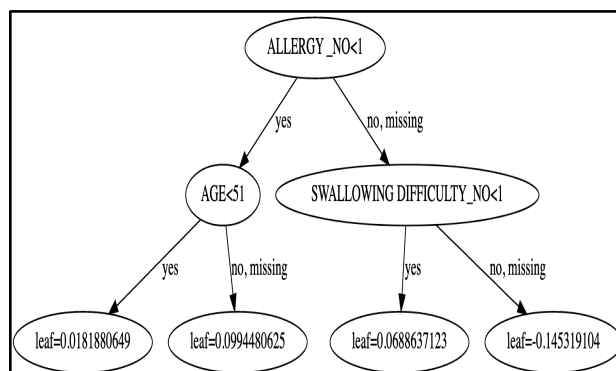 ALLERGY _NO<1
yes
no, missing
AGE<51
SWALLOWING DIFFICULTY_NO<1
yes
no, missing
yes
no, missing
leaf=0.0181880649
leaf=0.0994480625
leaf=0.0688637123
leaf=-0.145319104